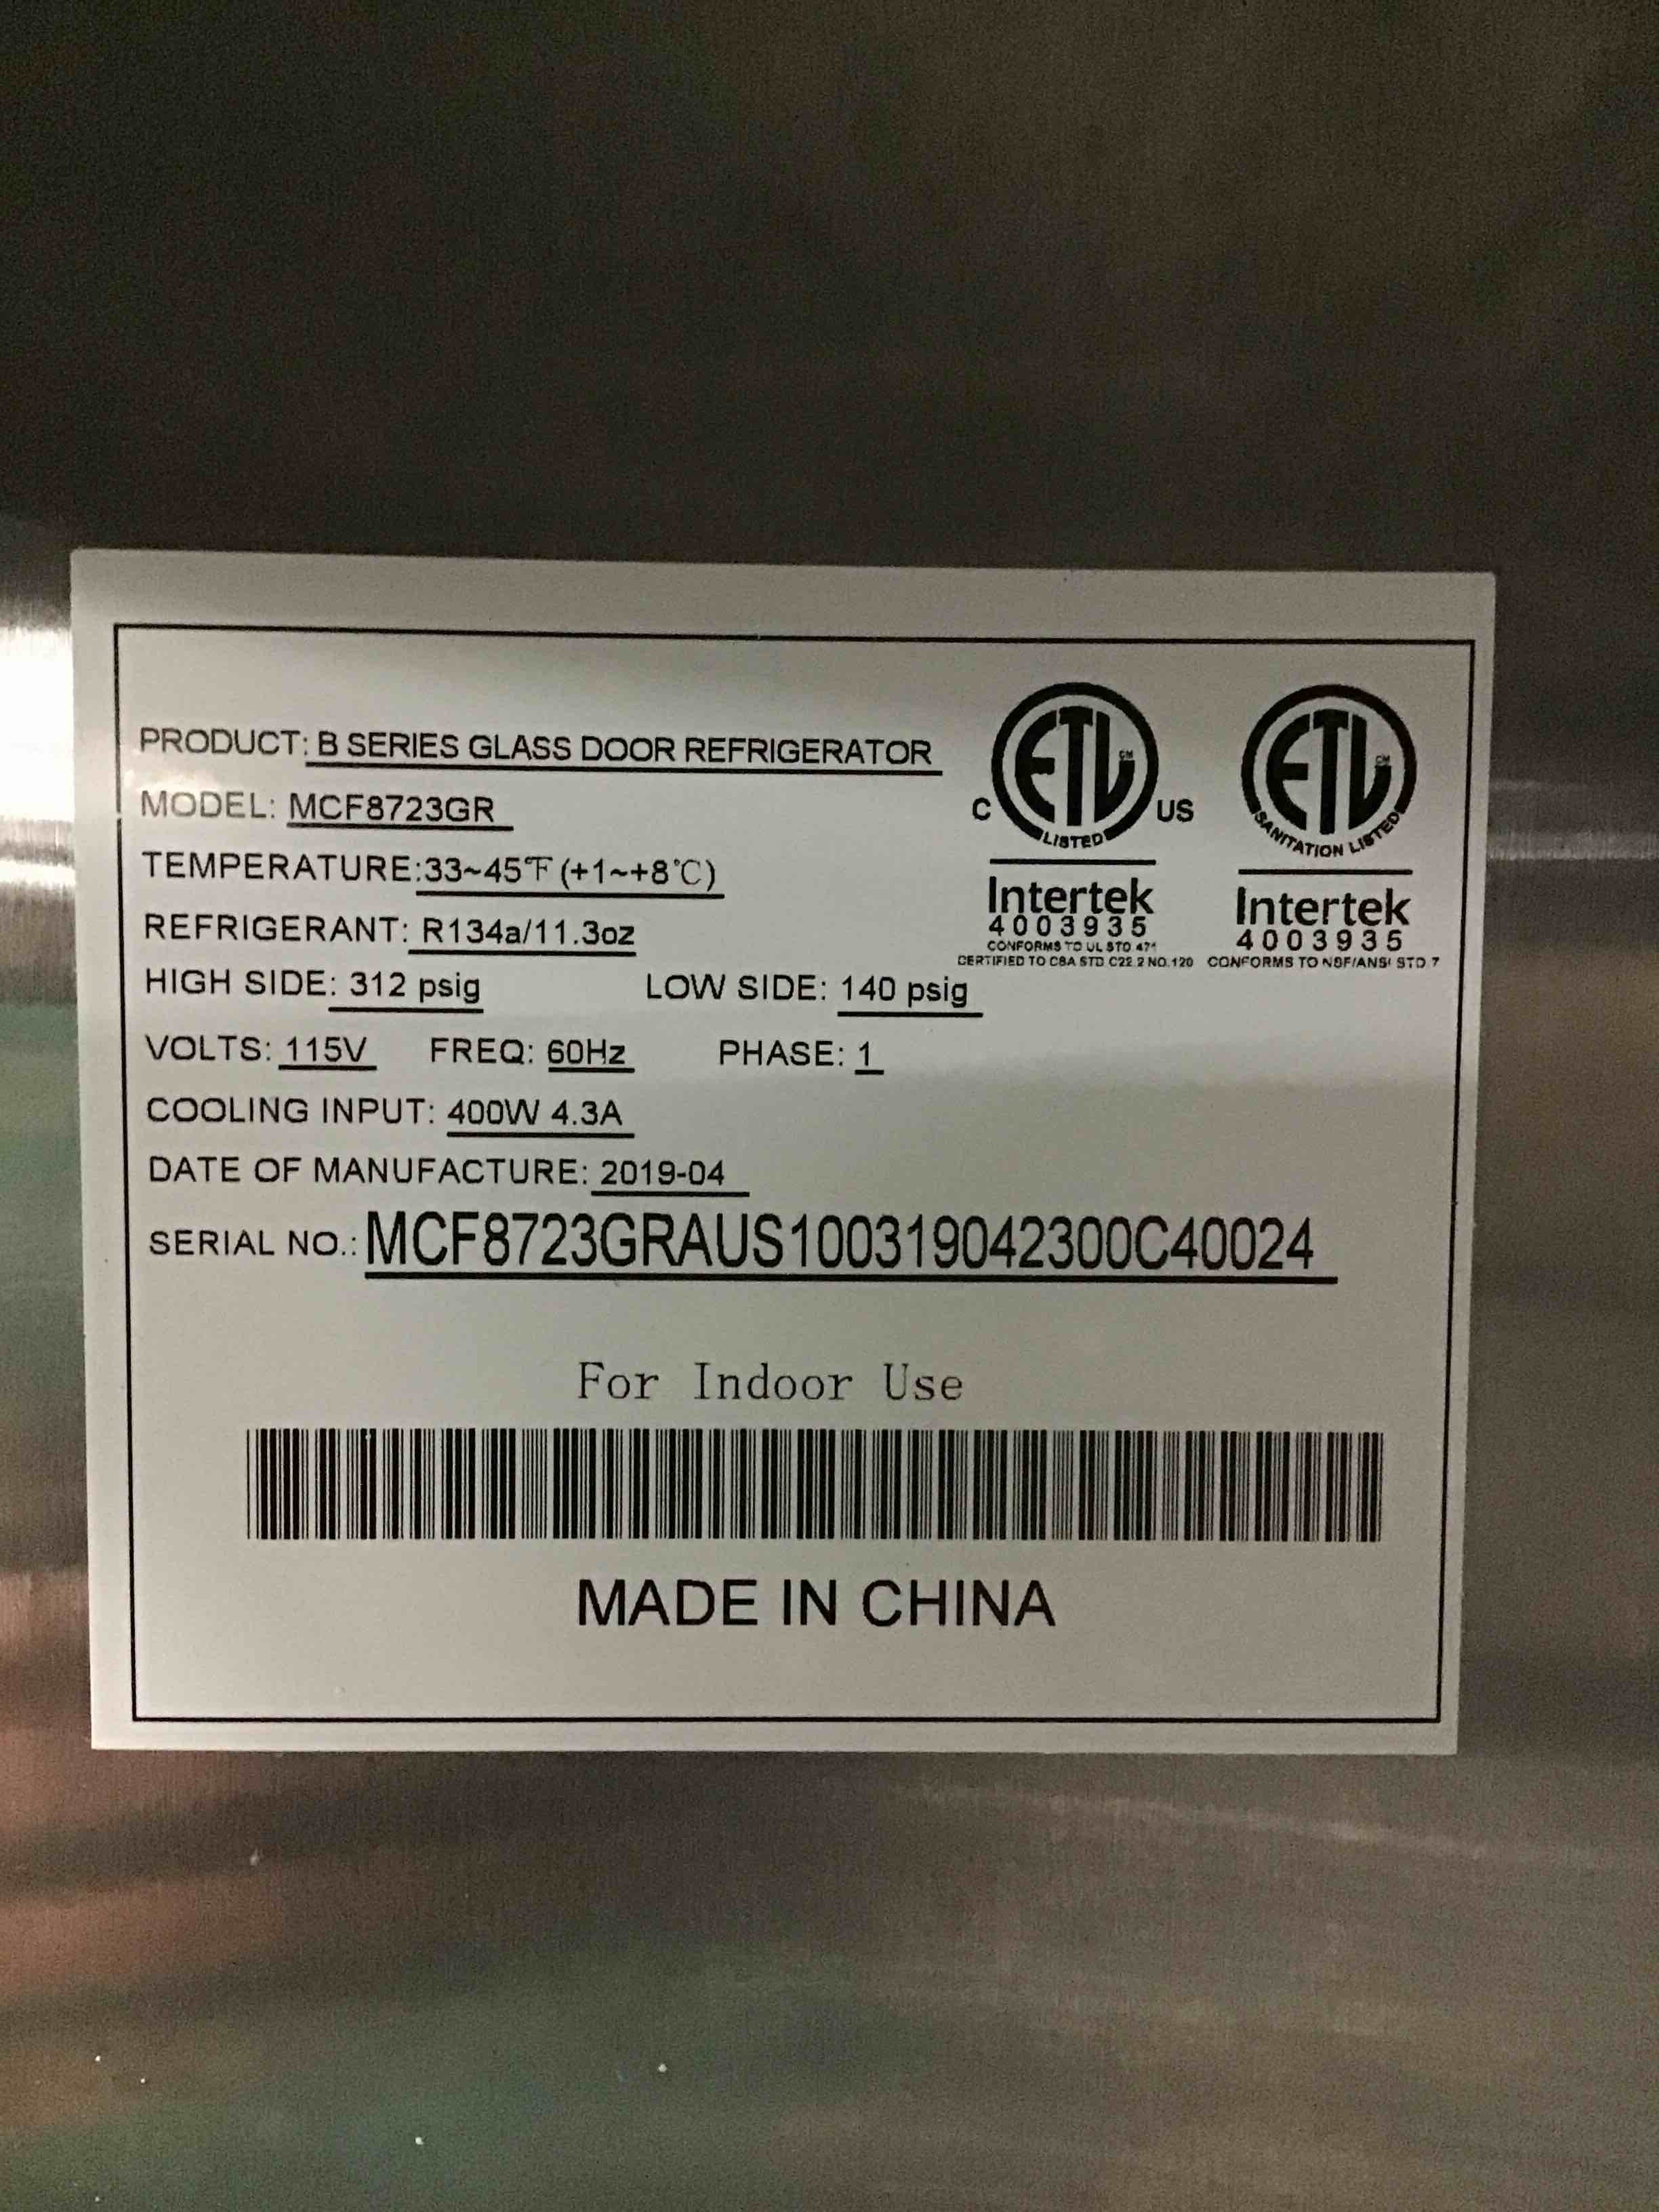 PRODUCT: B SERIES GLASS DOOR REFRIGERATOR
MODEL: MCF8723GR
TEMPERATURE:33~45℉ (+1~+8℃)
REFRIGERANT: R134a/11.3oz
HIGH SIDE: 312 psig LOW SIDE: 140 psig
VOLTS: 115V FREQ: 60Hz PHASE: 1
COOLING INPUT: 400W 4.3A
DATE OF MANUFACTURE: 2019-04
SERIAL NO.: MCF8723GRAUS100319042300C40024
C ETL CM US
LISTED
Intertek
4003935
CONFORMS TO UL STD 471
CERTIFIED TO CSA STD C22.2 NO.120
ETL CM
SANITATION LISTED
Intertek
4003935
CONFORMS TO NSF/ANSI STD 7
For Indoor Use
MADE IN CHINA